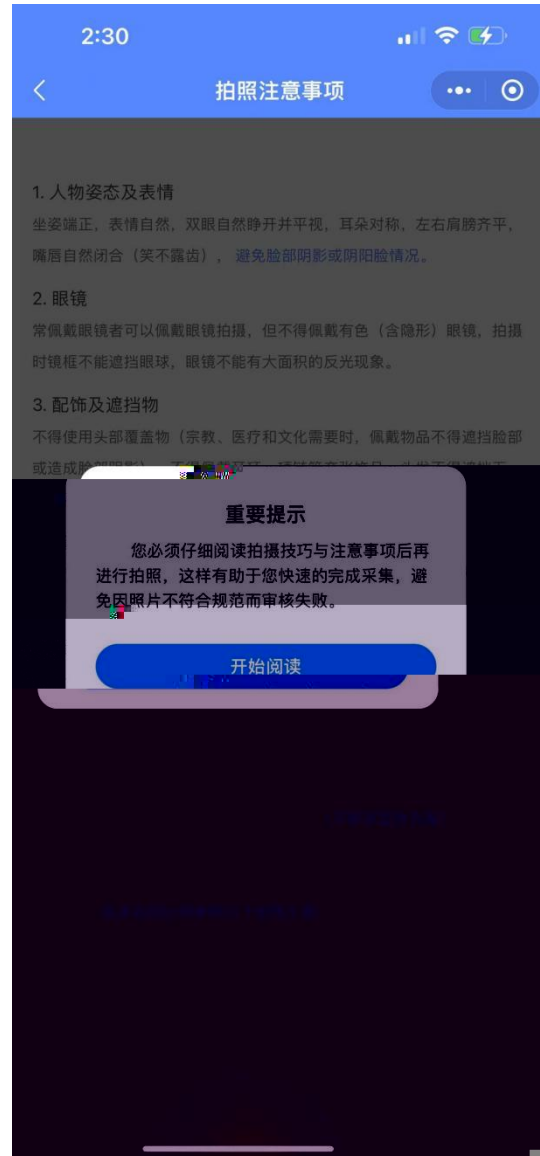 2:30
拍照注意事项
1. 人物姿态及表情
坐姿端正，表情自然，双眼自然睁开并平视，耳朵对称，左右肩膀齐平，
嘴唇自然闭合（笑不露齿），避免脸部阴影或阴阳脸情况。
2. 眼镜
常佩戴眼镜者可以佩戴眼镜拍摄，但不得佩戴有色（含隐形）眼镜，拍摄
时镜框不能遮挡眼球，眼镜不能有大面积的反光现象。
3. 配饰及遮挡物
不得使用头部覆盖物（宗教、医疗和文化需要时，佩戴物品不得遮挡脸部
或造成
重要提示
您必须仔细阅读拍摄技巧与注意事项后再
进行拍照，这样有助于您快速的完成采集，避
免因照片不符合规范而审核失败。
开始阅读